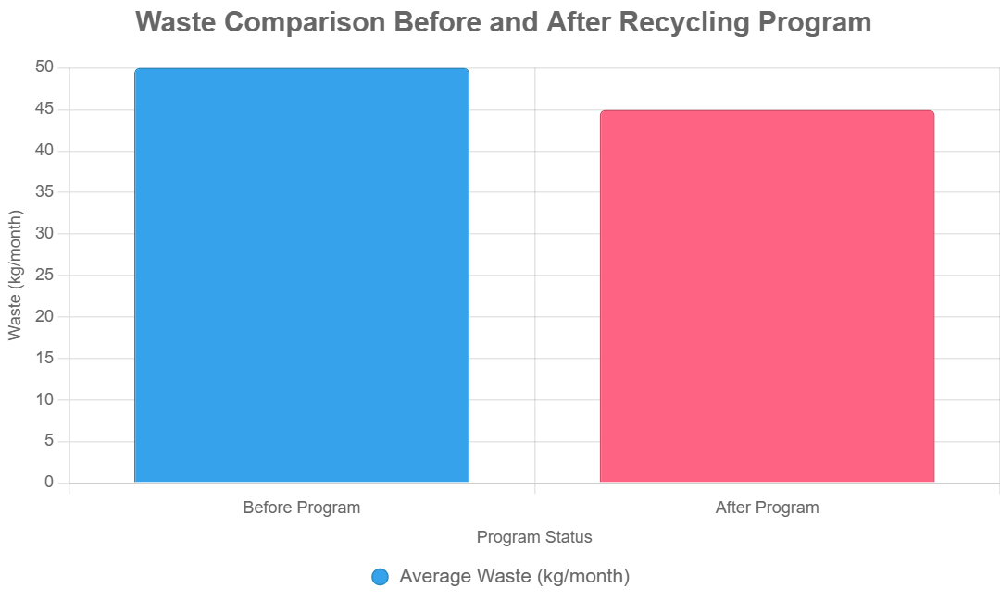 Waste Comparison Before and After Recycling Program
50
45
40
35
30
25
20
15
10
5
0
Waste (kg/month)
Before Program
After Program
Program Status
Average Waste (kg/month)